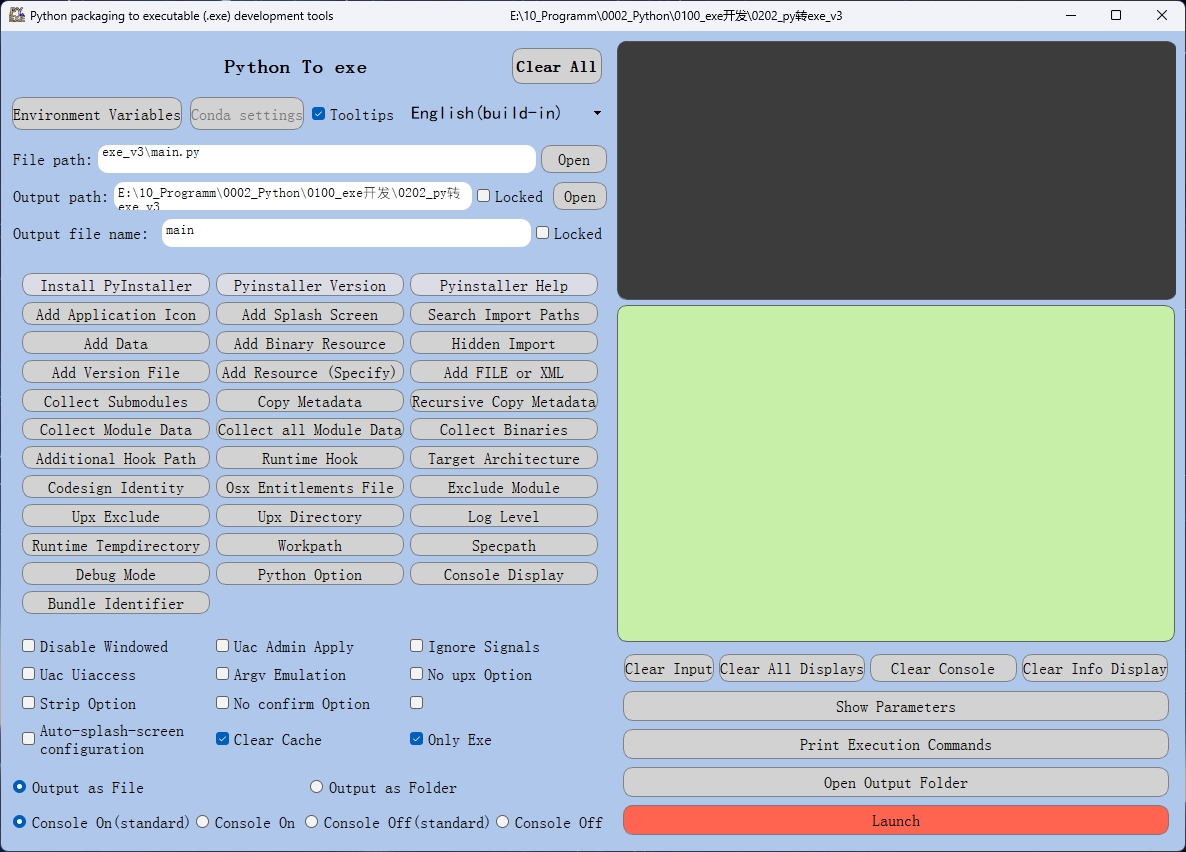 Python packaging to executable (.exe) development tools
E:\10_Programm\0002_Python\0100_exe开发\0202_py转exe_v3
Python To exe
Clear All
Environment Variables
Conda settings
Tooltips
English(build-in)
File path:
exe_v3\main.py
Open
Output path:
E:\10_Programm\0002_Python\0100_exe开发\0202_py转
exe_v3
Locked
Open
Output file name:
main
Locked
Install PyInstaller
Pyinstaller Version
Pyinstaller Help
Add Application Icon
Add Splash Screen
Search Import Paths
Add Data
Add Binary Resource
Hidden Import
Add Version File
Add Resource (Specify)
Add FILE or XML
Collect Submodules
Copy Metadata
Recursive Copy Metadata
Collect Module Data
Collect all Module Data
Collect Binaries
Additional Hook Path
Runtime Hook
Target Architecture
Codesign Identity
Osx Entitlements File
Exclude Module
Upx Exclude
Upx Directory
Log Level
Runtime Tempdirectory
Workpath
Specpath
Debug Mode
Python Option
Console Display
Bundle Identifier
Disable Windowed
Uac Admin Apply
Ignore Signals
Uac Uiaccess
Argv Emulation
No upx Option
Strip Option
No confirm Option
Auto-splash-screen
configuration
Clear Cache
Only Exe
Output as File
Output as Folder
Console On(standard)
Console On
Console Off(standard)
Console Off
Clear Input
Clear All Displays
Clear Console
Clear Info Display
Show Parameters
Print Execution Commands
Open Output Folder
Launch